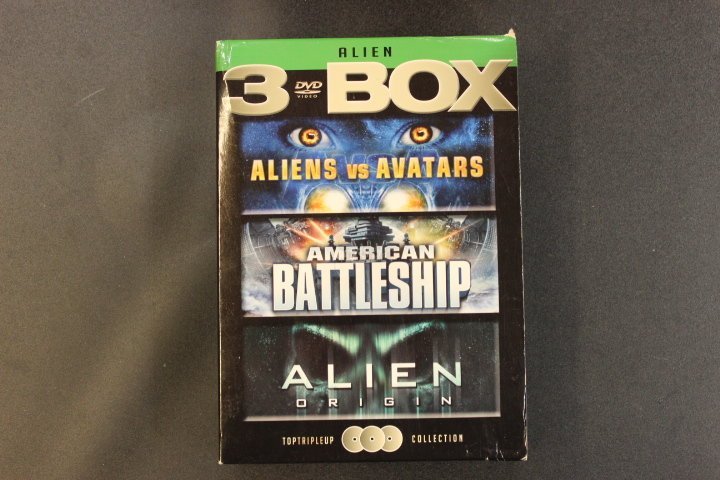 ALIEN
3 DVD VIDEO BOX
ALIENS VS AVATARS
AMERICAN
BATTLESHIP
ALIEN
ORIGIN
TOPTRIPLEUP COLLECTION